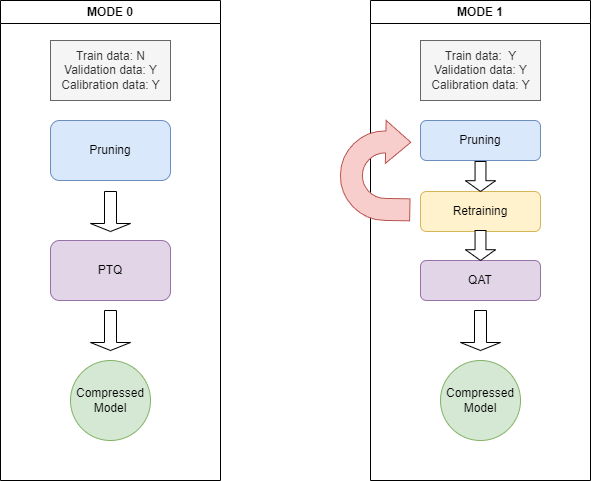 MODE 0
Train data: N
Validation data: Y
Calibration data: Y
Pruning
PTQ
Compressed
Model
MODE 1
Train data:  Y
Validation data: Y
Calibration data: Y
Pruning
Retraining
QAT
Compressed
Model